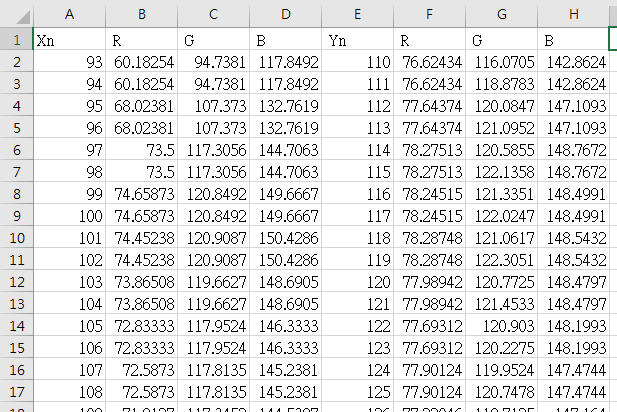 A B C D E F G H
1 Xn R G B Yn R G B
2 93 60.18254 94.7381 117.8492 110 76.62434 116.0705 142.8624
3 94 60.18254 94.7381 117.8492 111 76.62434 118.8783 142.8624
4 95 68.02381 107.373 132.7619 112 77.64374 120.0847 147.1093
5 96 68.02381 107.373 132.7619 113 77.64374 121.0952 147.1093
6 97 73.5 117.3056 144.7063 114 78.27513 120.5855 148.7672
7 98 73.5 117.3056 144.7063 115 78.27513 122.1358 148.7672
8 99 74.65873 120.8492 149.6667 116 78.24515 121.3351 148.4991
9 100 74.65873 120.8492 149.6667 117 78.24515 122.0247 148.4991
10 101 74.45238 120.9087 150.4286 118 78.28748 121.0617 148.5432
11 102 74.45238 120.9087 150.4286 119 78.28748 122.3051 148.5432
12 103 73.86508 119.6627 148.6905 120 77.98942 120.7725 148.4797
13 104 73.86508 119.6627 148.6905 121 77.98942 121.4533 148.4797
14 105 72.83333 117.9524 146.3333 122 77.69312 120.903 148.1993
15 106 72.83333 117.9524 146.3333 123 77.69312 120.2275 148.1993
16 107 72.5873 117.8135 145.2381 124 77.90124 119.9524 147.4744
17 108 72.5873 117.8135 145.2381 125 77.90124 120.7478 147.4744